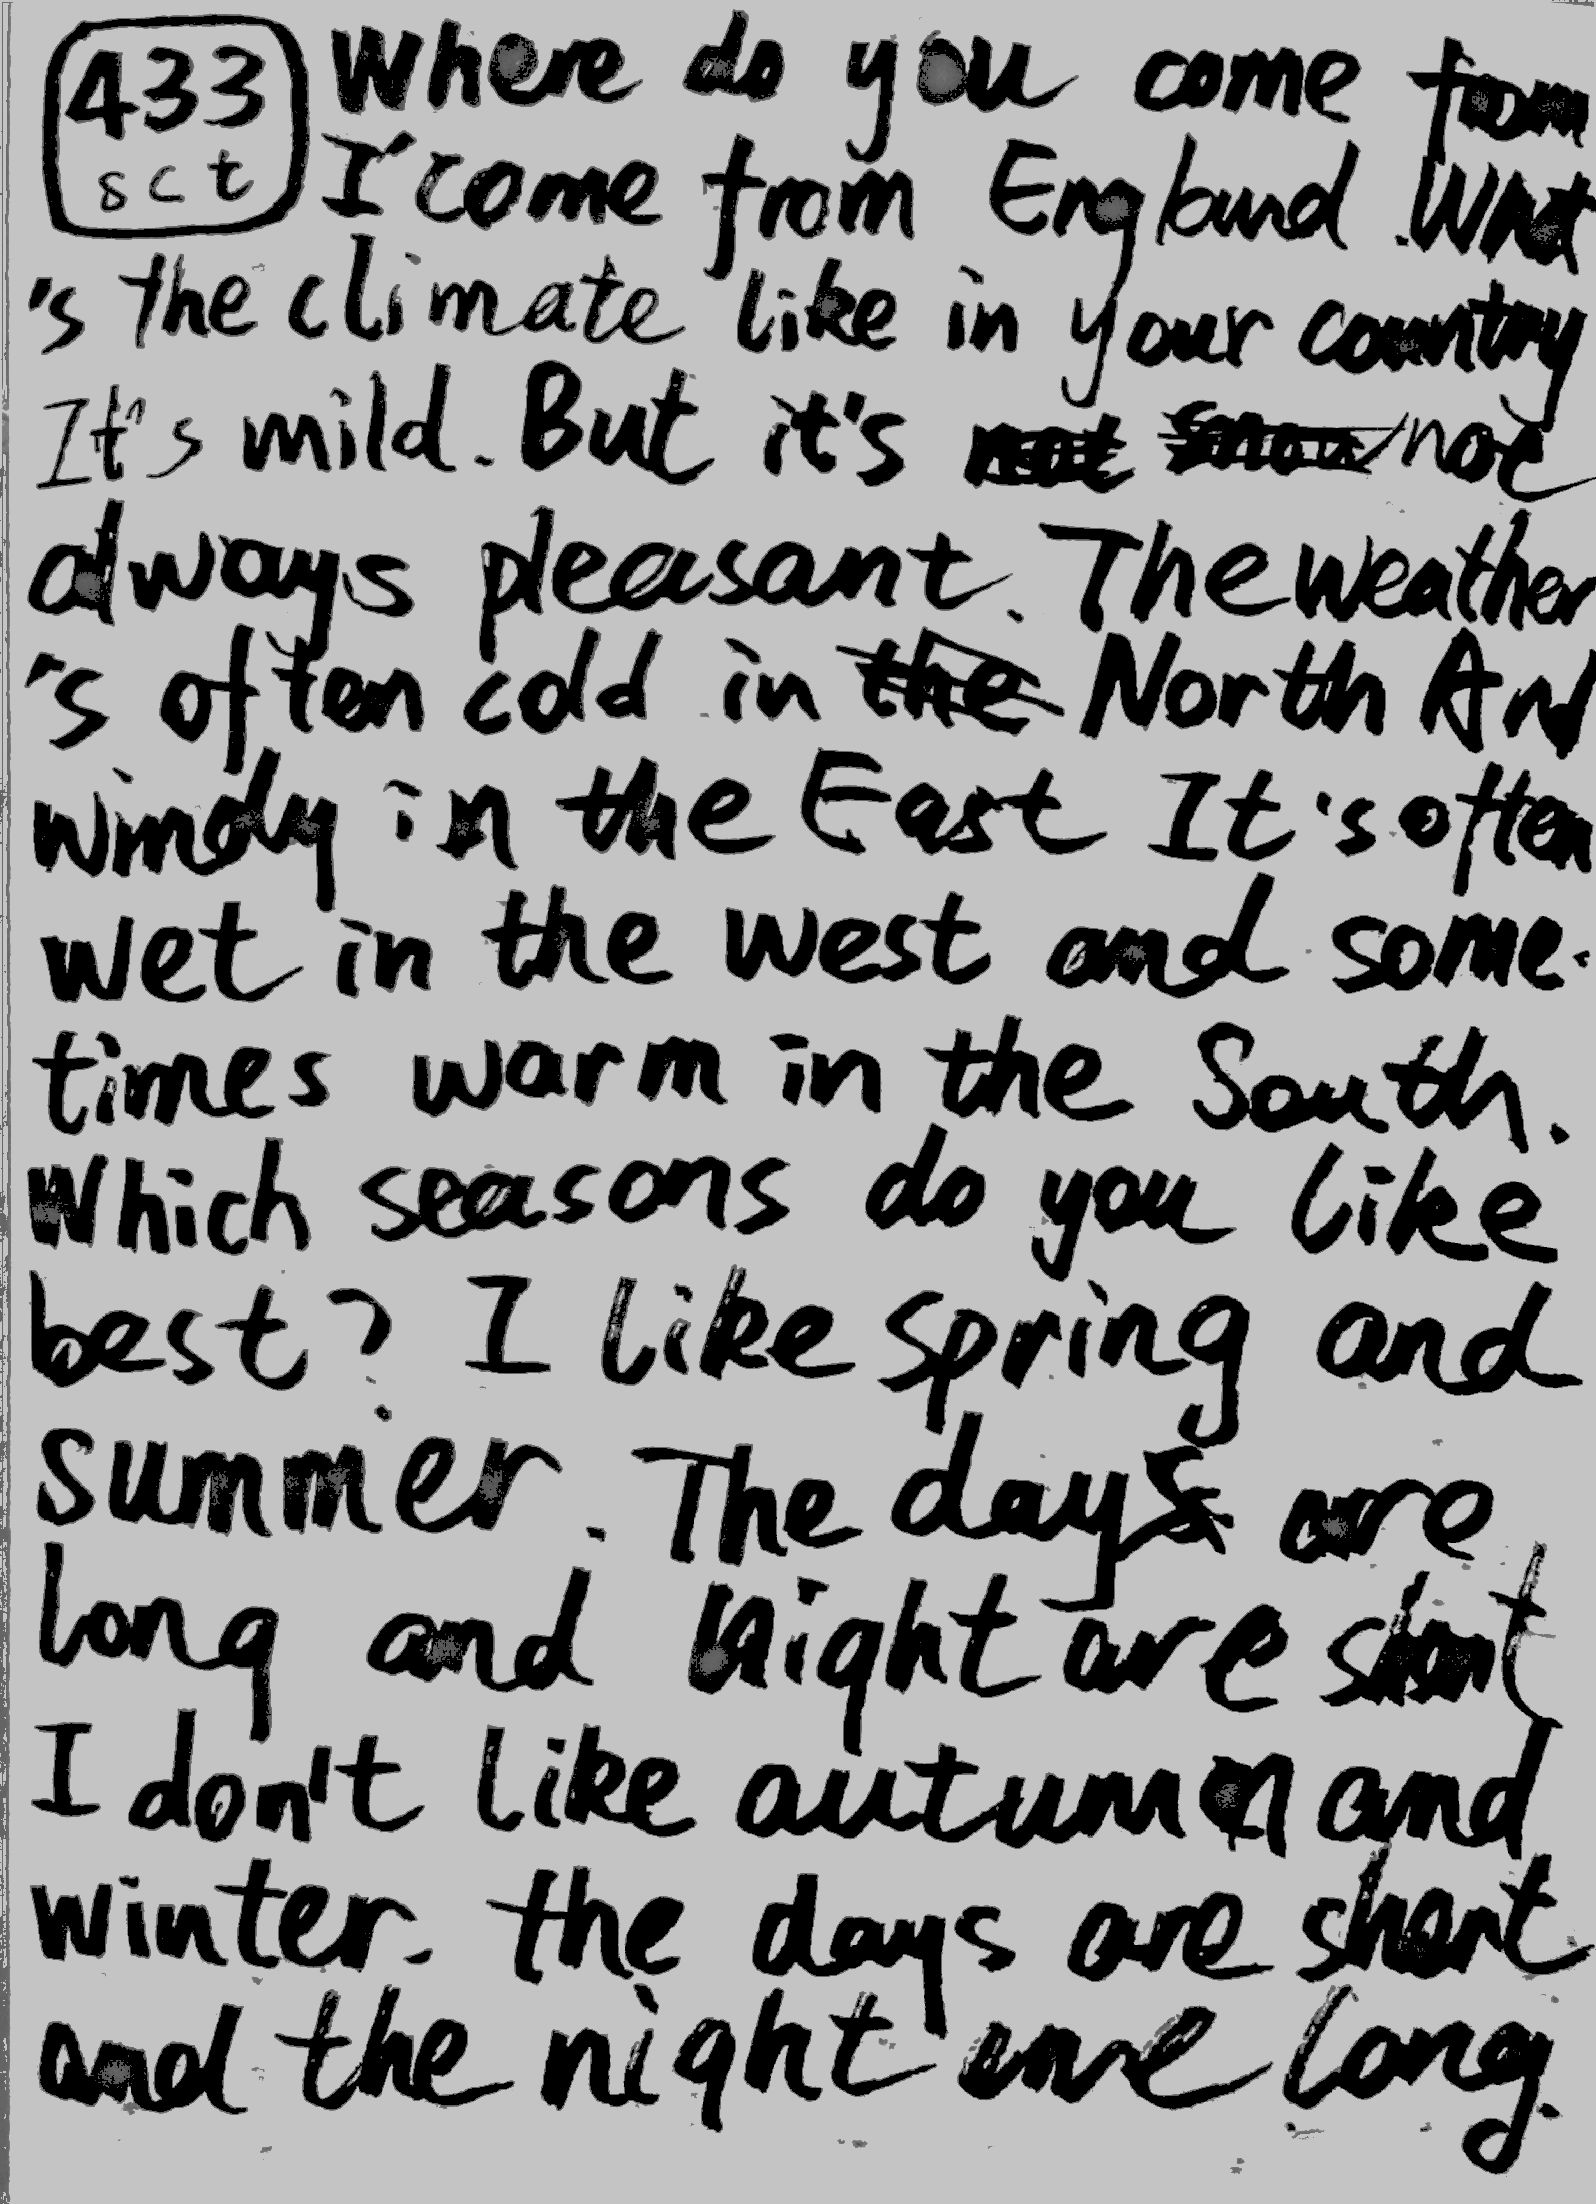 433 Where do you come from
sct I come from England. What
's the climate like in your country
It's mild. But it's not
always pleasant. The weather
's often cold in North And
windy in the East It's often
wet in the west and some-
times warm in the South.
Which seasons do you like
best? I like spring and
summer. The days are
long and night are short
I don't like autumn and
winter. the days are short
and the night are long.